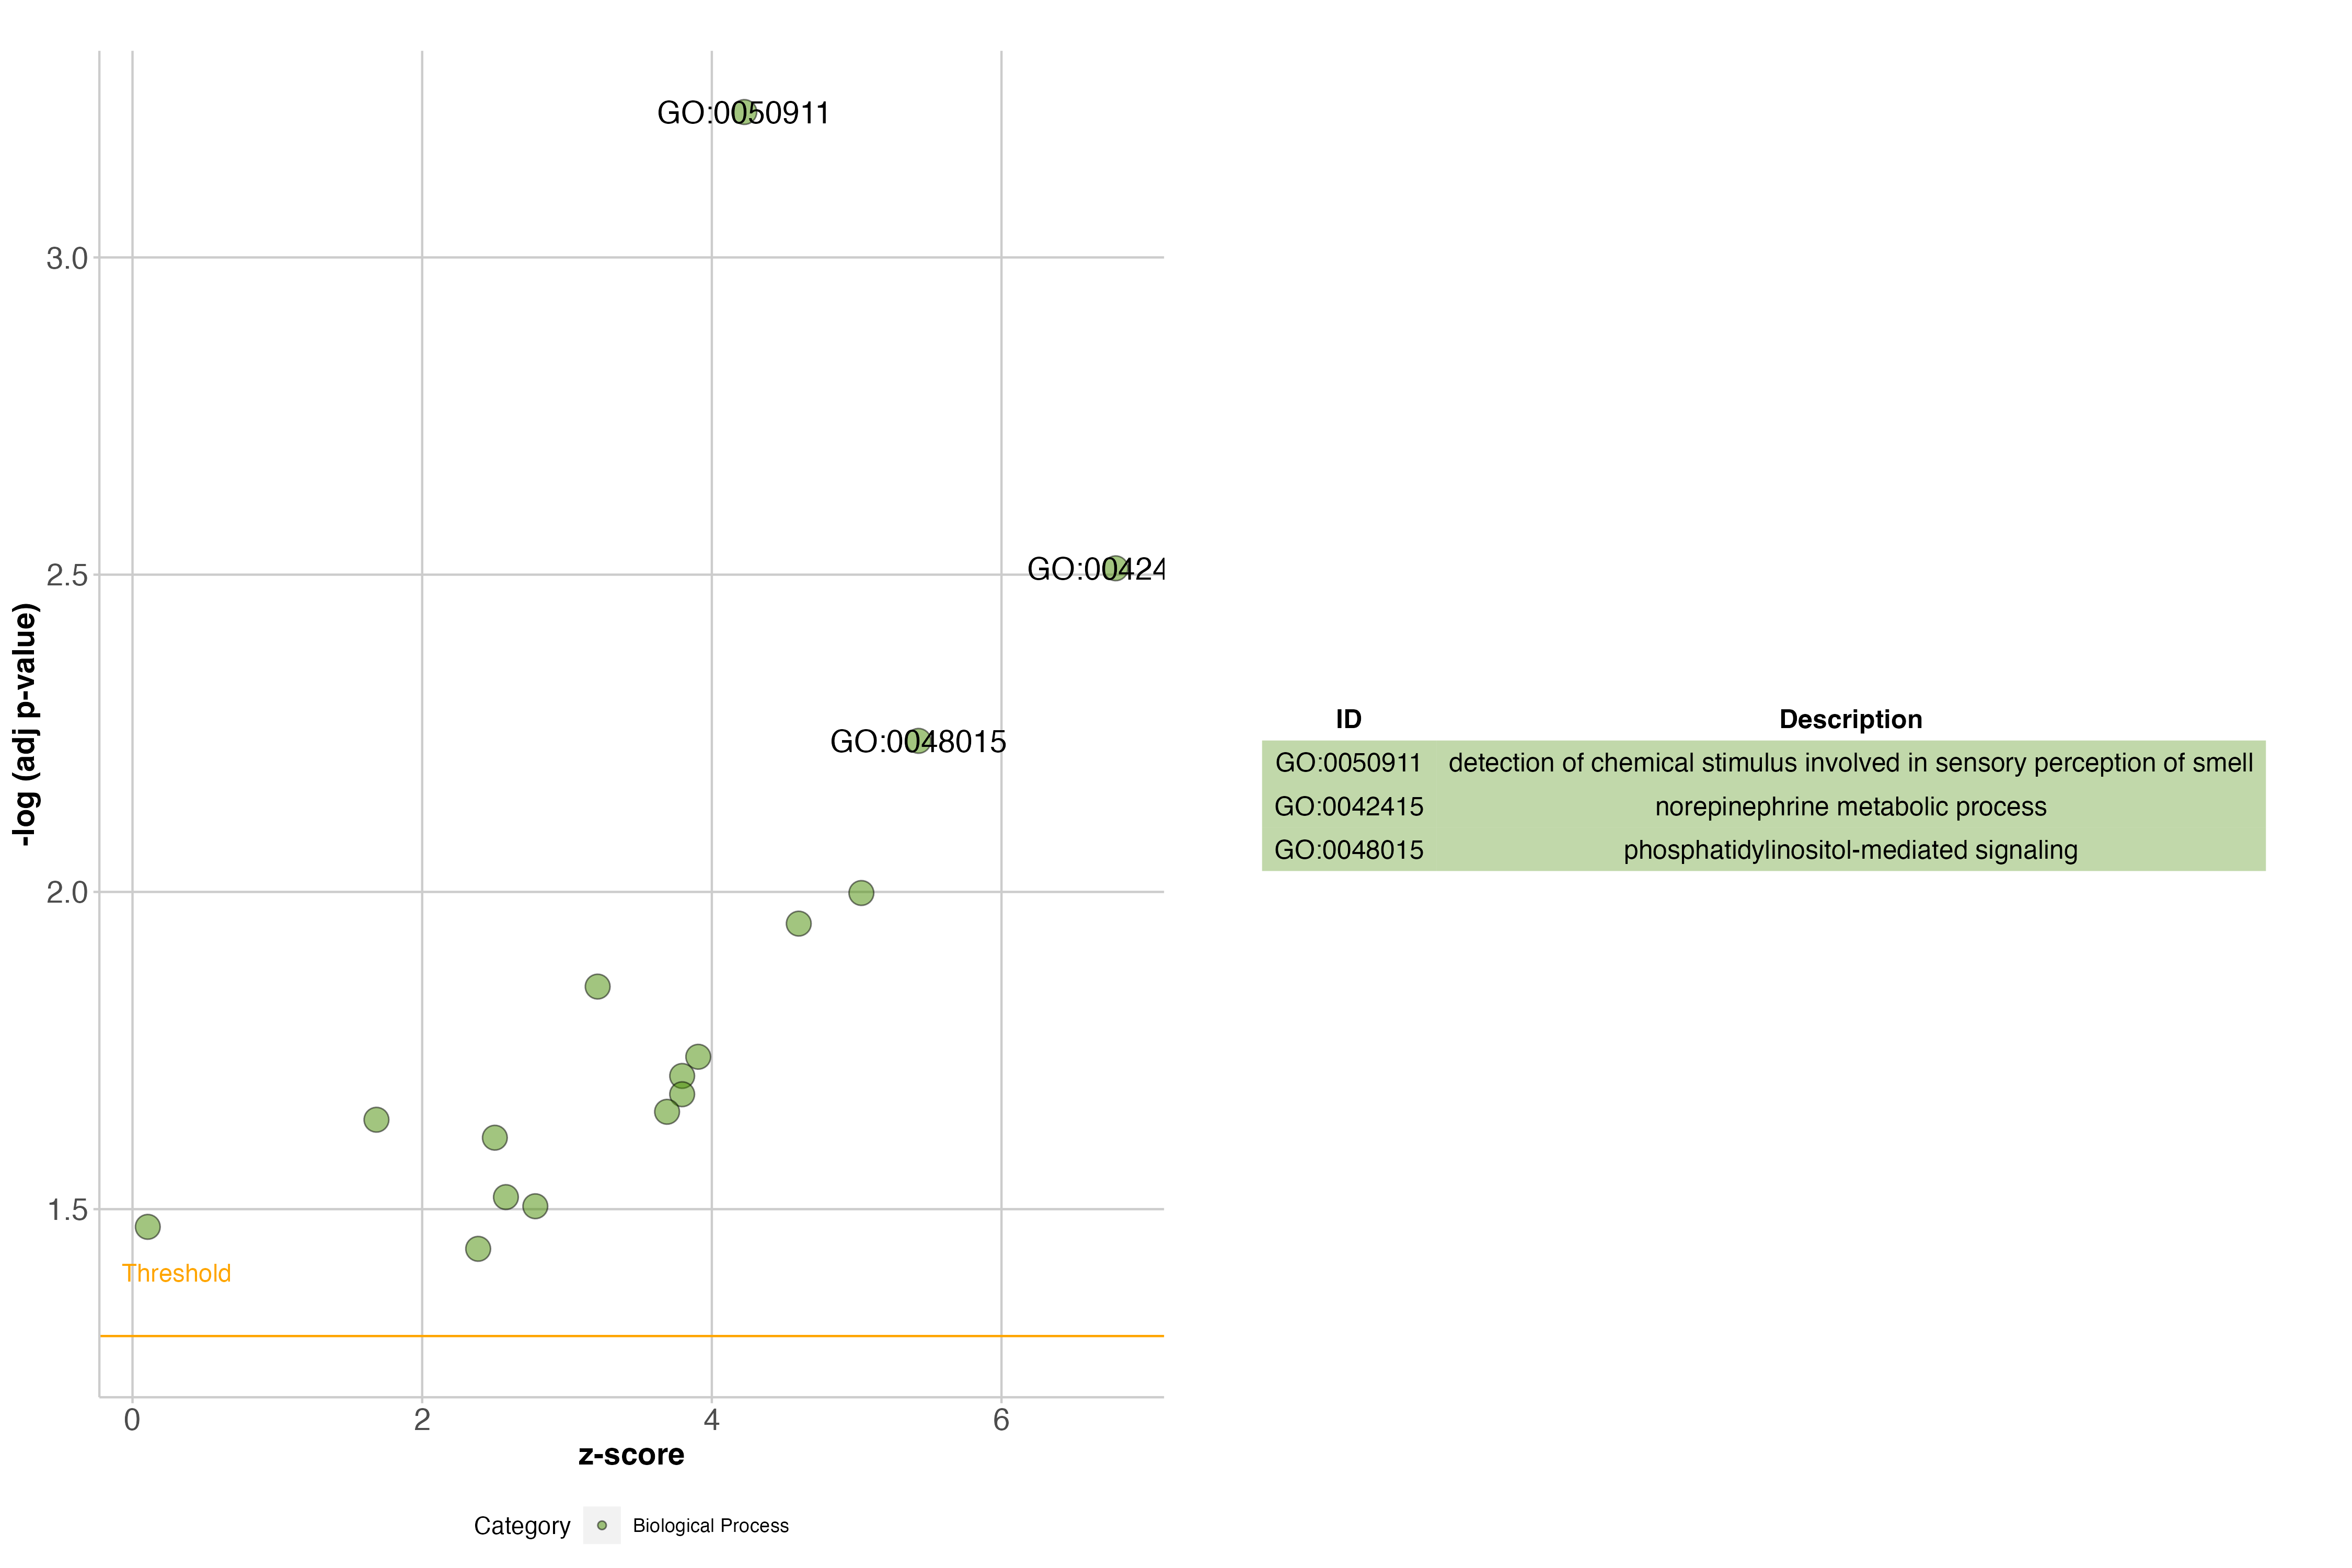 GO:0050911
3.0
GO:00424
2.5
GO:0048015
2.0
1.5
Threshold
-log (adj p-value)
0 2 4 6
z-score
Category Biological Process
ID Description
GO:0050911 detection of chemical stimulus involved in sensory perception of smell
GO:0042415 norepinephrine metabolic process
GO:0048015 phosphatidylinositol-mediated signaling